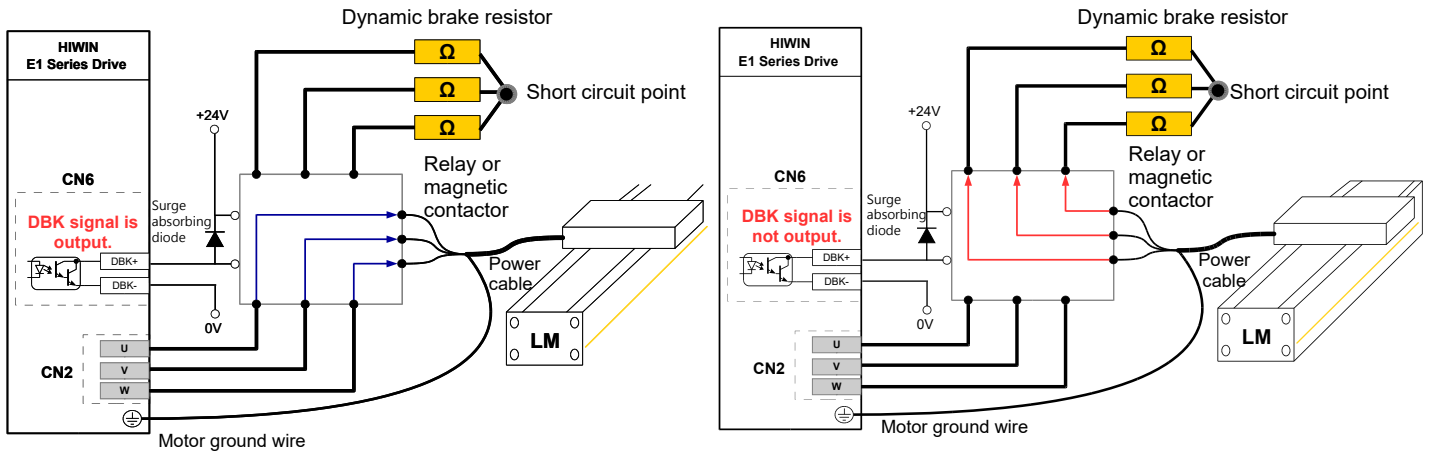 Dynamic brake resistor
HIWIN
E1 Series Drive
Ω
Ω
Ω
Short circuit point
+24V
Relay or
magnetic
contactor
CN6
Surge
absorbing
diode
DBK signal is
output.
DBK+
DBK-
Power
cable
0V
LM
CN2
U
V
W
Motor ground wire
Dynamic brake resistor
HIWIN
E1 Series Drive
Ω
Ω
Ω
Short circuit point
+24V
Relay or
magnetic
contactor
CN6
Surge
absorbing
diode
DBK signal is
not output.
DBK+
DBK-
Power
cable
0V
LM
CN2
U
V
W
Motor ground wire